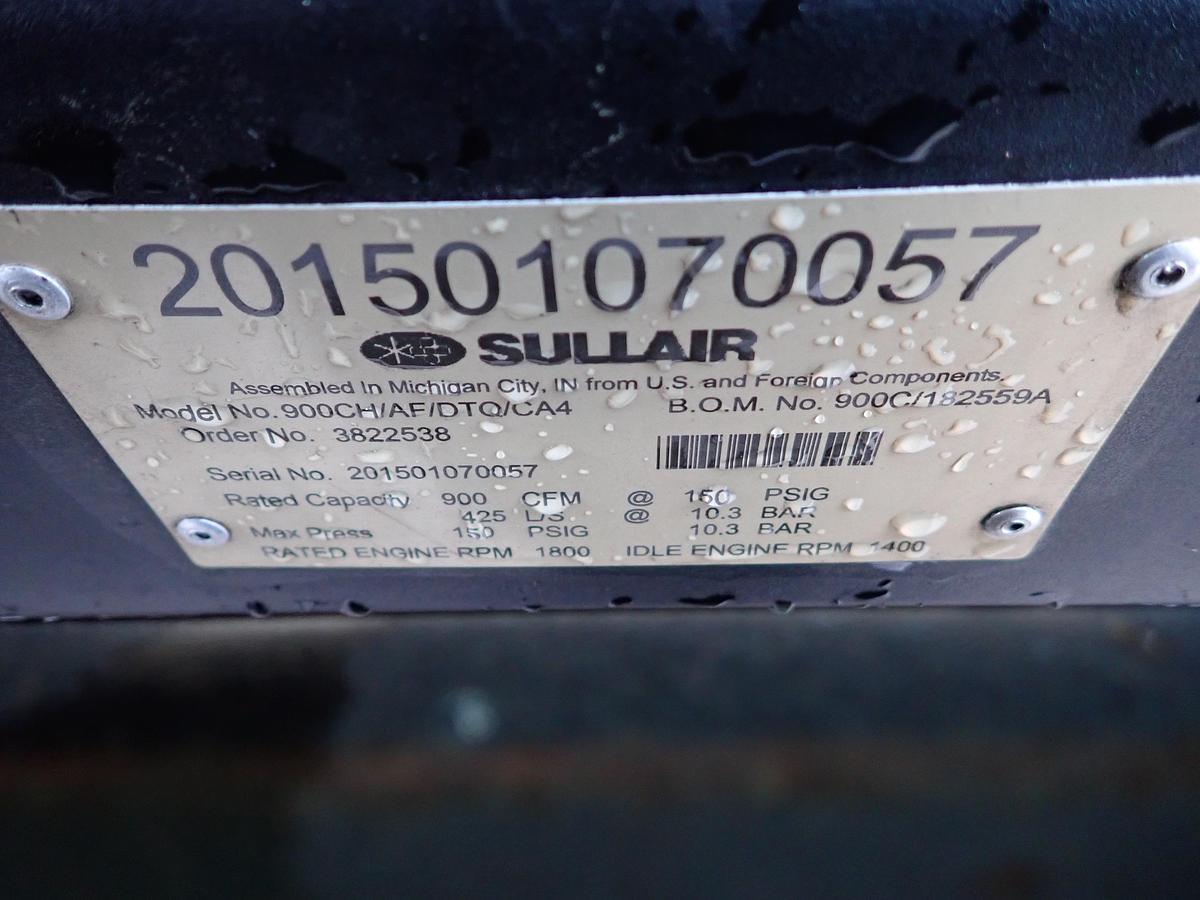 201501070057
SULLAIR
Assembled In Michigan City, IN from U.S. and Foreign Components.
Model No. 900CH/AF/DTQ/CA4 B.O.M. No. 900C/182559A
Order No. 3822538
Serial No. 201501070057
Rated Capacity 900 CFM @ 150 PSIG
425 L/S @ 10.3 BAR
Max Press 150 PSIG 10.3 BAR
RATED ENGINE RPM 1800 IDLE ENGINE RPM 1400